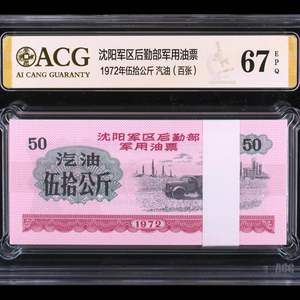 ACG
AI CANG GUARANTY
沈阳军区后勤部军用油票
1972年伍拾公斤 汽油（百张）
67
EPQ
50
沈阳军区后勤部
军用油票
50
汽油
伍拾公斤
1972
ACG